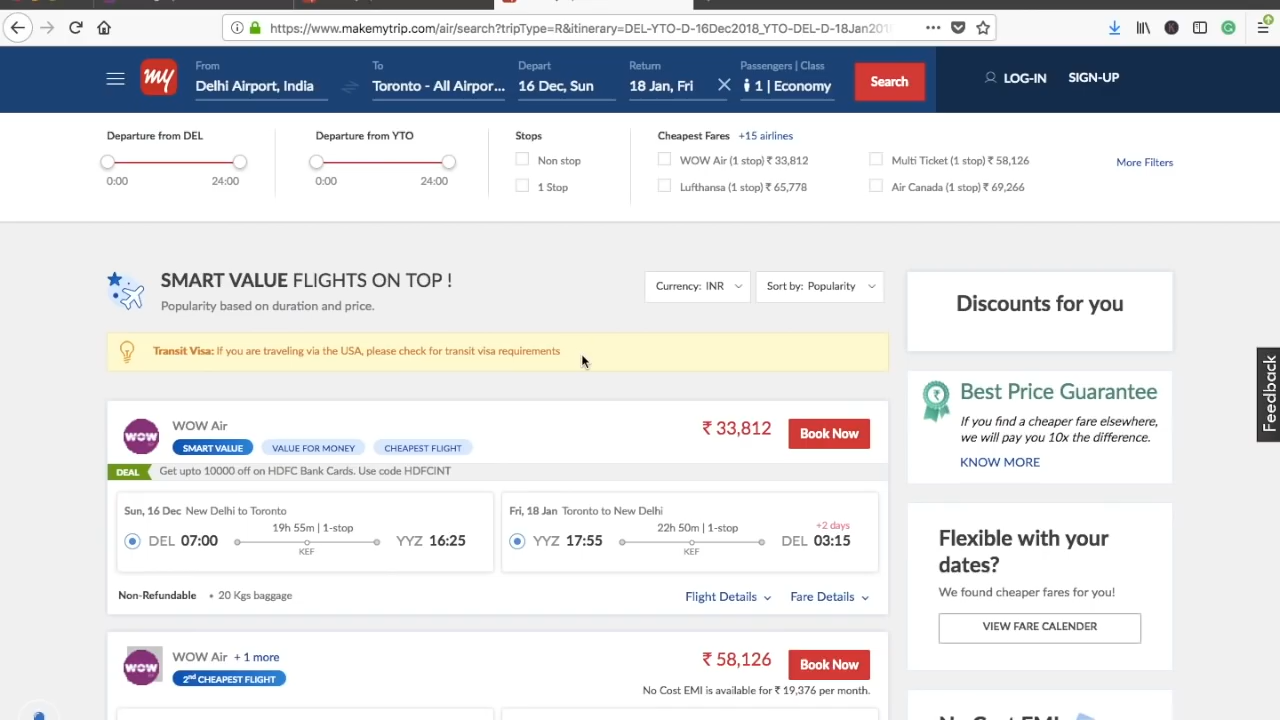 https://www.makemytrip.com/air/search?tripType=R&itinerary=DEL-YTO-D-16Dec2018_YTO-DEL-D-18Jan201
my
From
Delhi Airport, India
To
Toronto - All Airpor...
Depart
16 Dec, Sun
Return
18 Jan, Fri
Passengers | Class
1 | Economy
Search
LOG-IN
SIGN-UP
Departure from DEL
0:00 24:00
Departure from YTO
0:00 24:00
Stops
Non stop
1 Stop
Cheapest Fares +15 airlines
WOW Air (1 stop) ₹ 33,812
Multi Ticket (1 stop) ₹ 58,126
Lufthansa (1 stop) ₹ 65,778
Air Canada (1 stop) ₹ 69,266
More Filters
SMART VALUE FLIGHTS ON TOP !
Popularity based on duration and price.
Currency: INR
Sort by: Popularity
Transit Visa: If you are traveling via the USA, please check for transit visa requirements
WOW
WOW Air
SMART VALUE VALUE FOR MONEY CHEAPEST FLIGHT
₹ 33,812
Book Now
DEAL Get upto 10000 off on HDFC Bank Cards. Use code HDFCINT
Sun, 16 Dec New Delhi to Toronto
19h 55m | 1-stop
DEL 07:00 YYZ 16:25
KEF
Fri, 18 Jan Toronto to New Delhi
22h 50m | 1-stop +2 days
YYZ 17:55 DEL 03:15
KEF
Non-Refundable • 20 Kgs baggage
Flight Details Fare Details
WOW
WOW Air + 1 more
2nd CHEAPEST FLIGHT
₹ 58,126
Book Now
No Cost EMI is available for ₹ 19,376 per month.
Discounts for you
Best Price Guarantee
If you find a cheaper fare elsewhere,
we will pay you 10x the difference.
KNOW MORE
Flexible with your
dates?
We found cheaper fares for you!
VIEW FARE CALENDER
Feedback